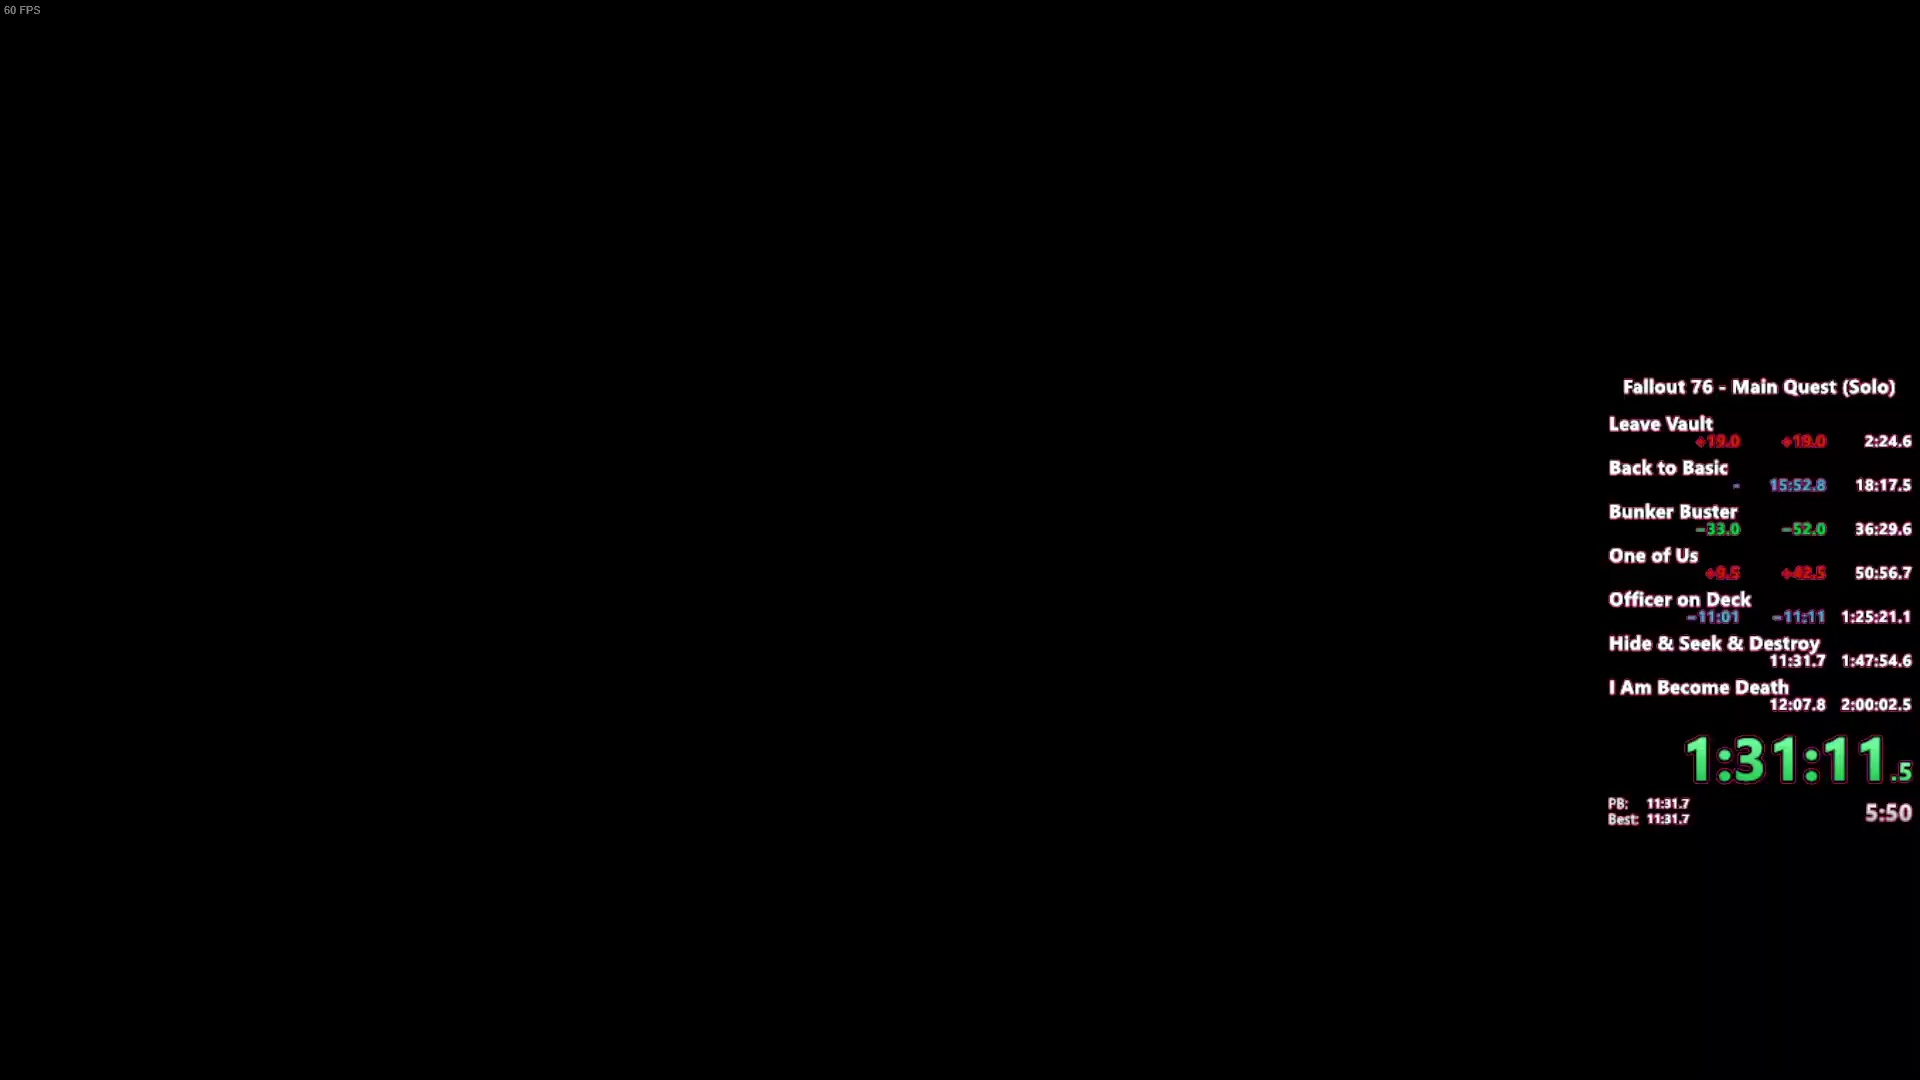 60 FPS
Fallout 76 - Main Quest (Solo)
Leave Vault
+19.0 +19.0 2:24.6
Back to Basic
- 15:52.8 18:17.5
Bunker Buster
-33.0 -52.0 36:29.6
One of Us
+9.5 +42.5 50:56.7
Officer on Deck
-11:01 -11:11 1:25:21.1
Hide & Seek & Destroy
11:31.7 1:47:54.6
I Am Become Death
12:07.8 2:00:02.5
1:31:11.5
PB: 11:31.7
Best: 11:31.7
5:50